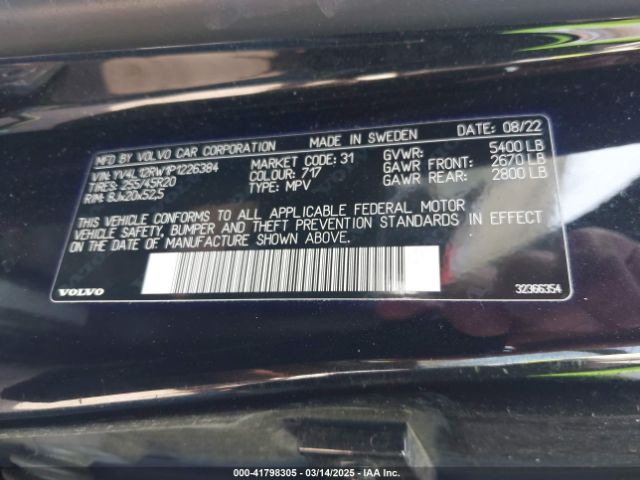 MFD BY VOLVO CAR CORPORATION MADE IN SWEDEN DATE: 08/22
VIN: YV4L12RW1P1226384 MARKET CODE: 31 GVWR: 5400 LB
TIRES: 255/45R20 COLOUR: 717 GAWR FRONT: 2670 LB
RIM: 8Jx20x52,5 TYPE: MPV GAWR REAR: 2800 LB
THIS VEHICLE CONFORMS TO ALL APPLICABLE FEDERAL MOTOR
VEHICLE SAFETY, BUMPER AND THEFT PREVENTION STANDARDS IN EFFECT
ON THE DATE OF MANUFACTURE SHOWN ABOVE.
VOLVO 32366354
000-41798305 - 03/14/2025 - IAA Inc.